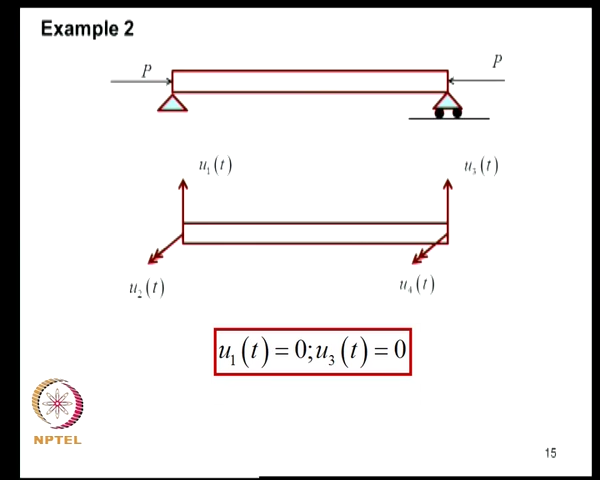 Example 2
P
P
u₁(t)
u₃(t)
u₂(t)
u₄(t)
u₁(t) = 0; u₃(t) = 0
NPTEL
15